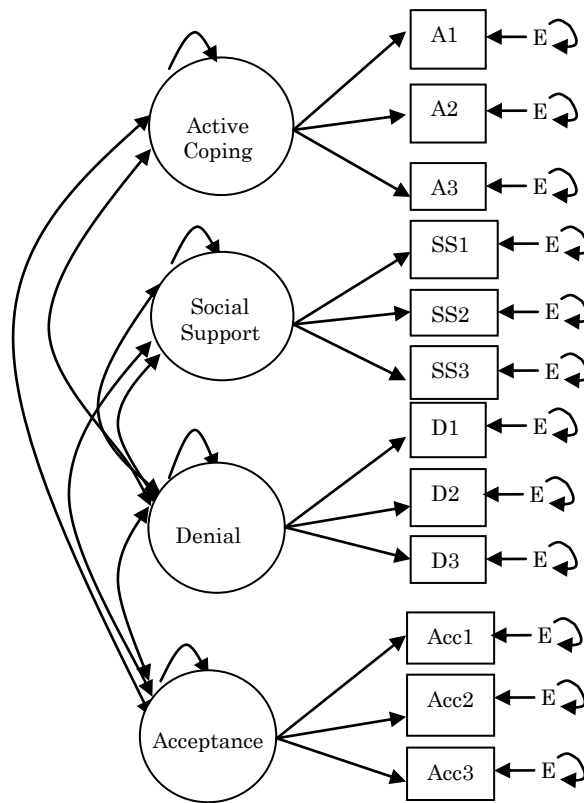 A1 E
Active
Coping
A2 E
A3 E
SS1 E
Social
Support
SS2 E
SS3 E
D1 E
D2 E
Denial
D3 E
Acc1 E
Acc2 E
Acceptance
Acc3 E